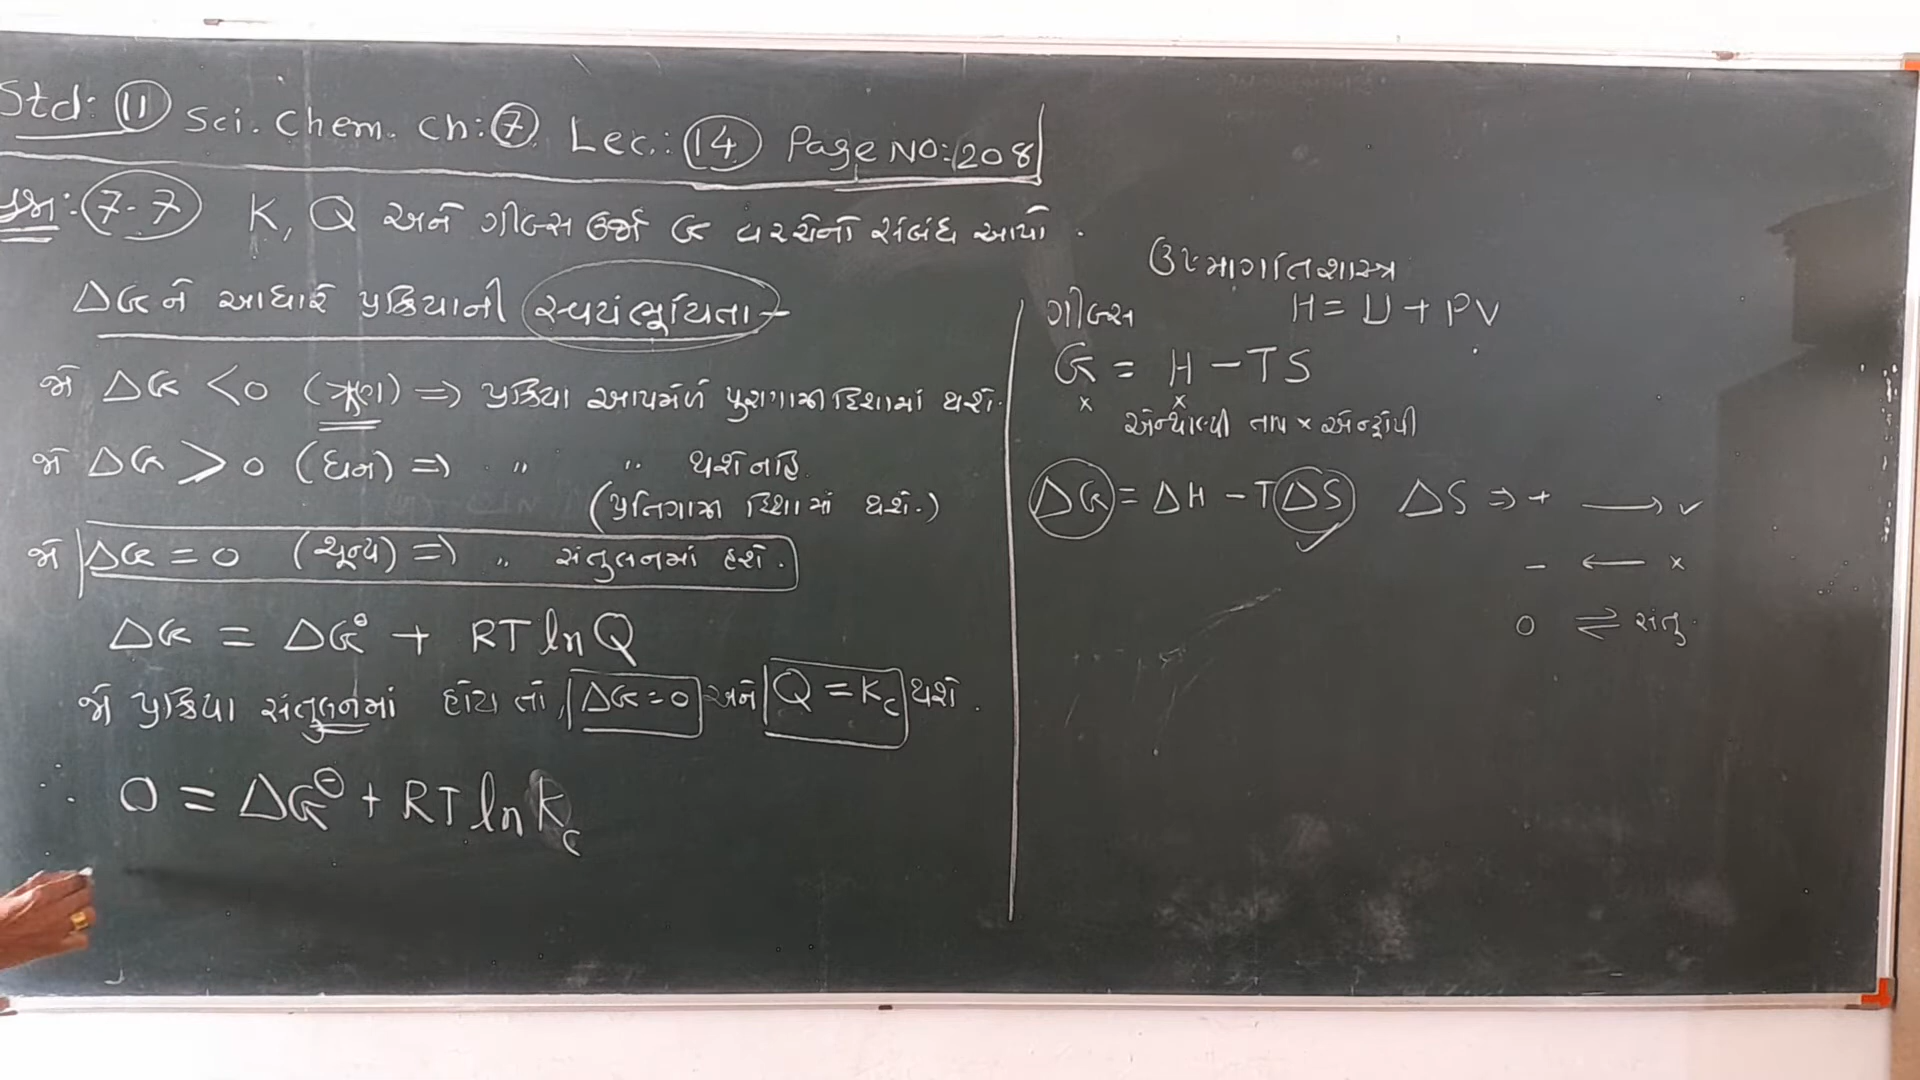 Std: 11 Sci. Chem. Ch: 7 Lec.: 14 Page NO: 208
પ્રશ્ન: 7.7 K, Q અને ગીબ્સ ઉર્જા G વચ્ચેનો સંબંધ આપો.
ΔG ને આધારે પ્રક્રિયાની સ્વયંભૂયિતા -
જો ΔG < 0 (ઋણ) ⇒ પ્રક્રિયા આપમેળે પુરોગામી દિશામાં થશે.
જો ΔG > 0 (ધન) ⇒ " " થશે નહિ.
(પ્રતિગામી દિશામાં થશે.)
જો ΔG = 0 (શૂન્ય) ⇒ " સંતુલનમાં હશે.
ΔG = ΔG⊖ + RT ln Q
જો પ્રક્રિયા સંતુલનમાં હોય તો, ΔG = 0 અને Q = Kc થશે.
∴ 0 = ΔG⊖ + RT ln Kc
ઉષ્માગતિશાસ્ત્ર
ગીબ્સ H = U + PV
G = H - TS
x x
એન્થાલ્પી તાપ x એન્ટ્રોપી
ΔG = ΔH - TΔS ΔS ⇒ + ⟶ ✓
- ⟵ x
0 ⇌ સંતુ.